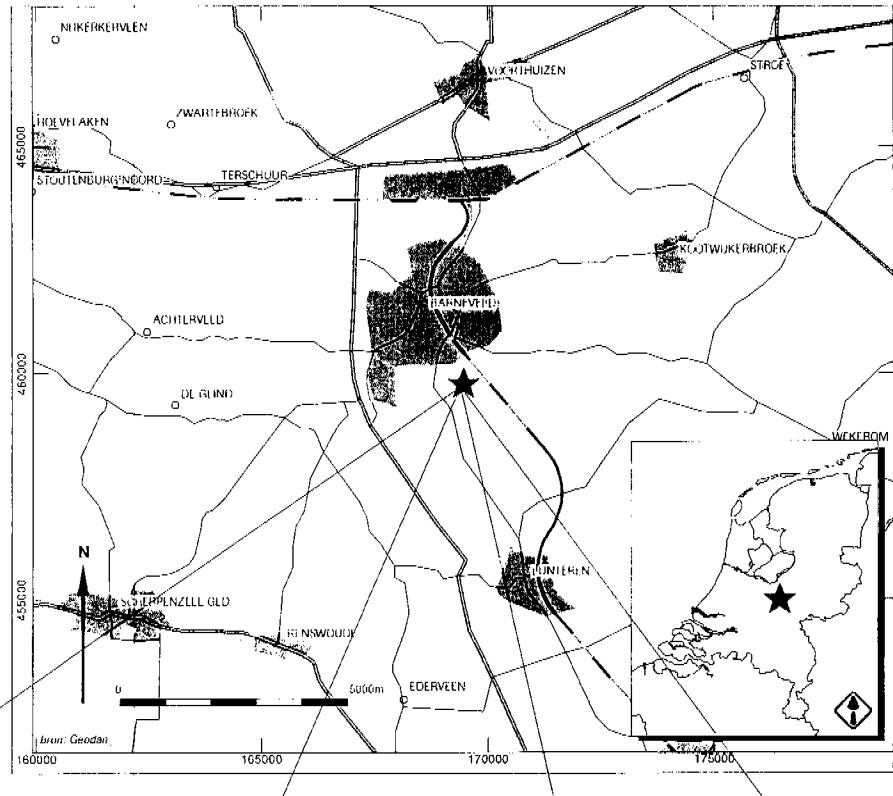 NIJKERKERVEEN
VOORTHUIZEN
STROE
ZWARTEBROEK
HOEVELAKEN
465000
TERSCHUUR
STOUTENBURG NOORD
KOOTWIJKERBROEK
BARNEVELD
ACHTERVELD
460000
DE GLIND
WEKEROM
N
LUNTEREN
455000
SCHERPENZEEL GLD
RENSWOUDE
0
5000m
EDERVEEN
bron: Geodan
160000
165000
170000
175000